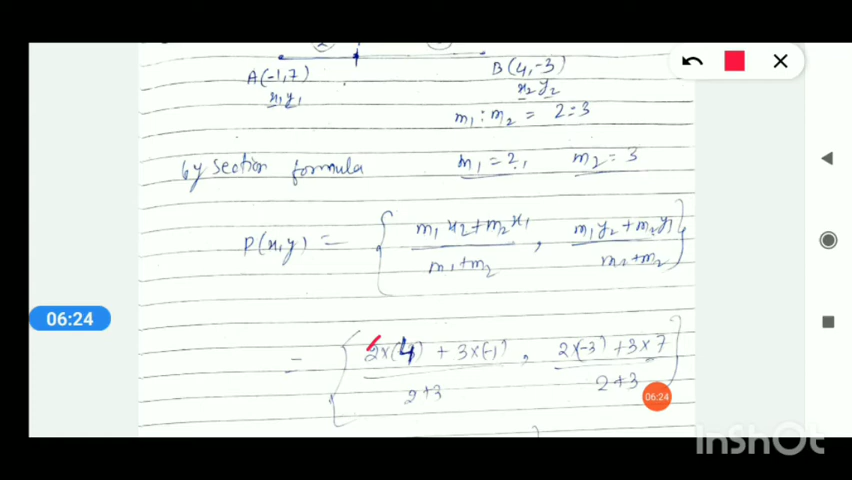 A(-1,7) B(4,-3)
x₁y₁ x₂ y₂
m₁ : m₂ = 2:3
by section formula m₁ = 2, m₂ = 3
P(x,y) = { m₁x₂+m₂x₁ / m₁+m₂ , m₁y₂+m₂y₁ / m₁+m₂ }
06:24
= { 2×(4) + 3×(-1) / 2+3 , 2×(-3) + 3×7 / 2+3 }
06:24
InShOt